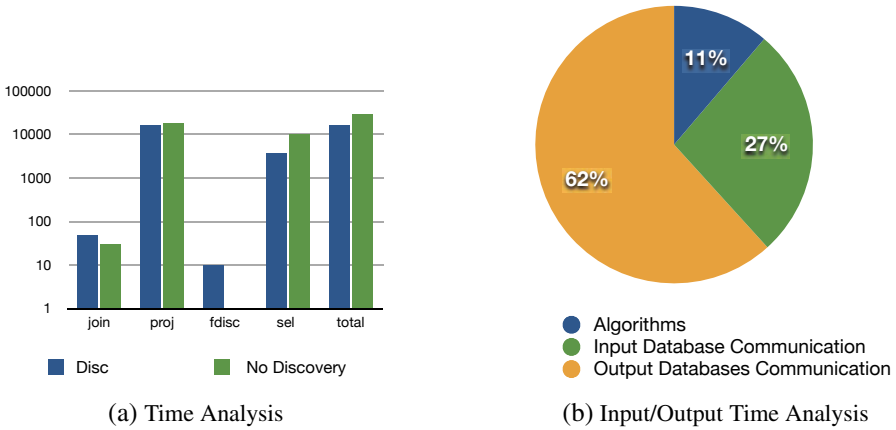 100000
10000
1000
100
10
1
join proj fdisc sel total
Disc No Discovery
(a) Time Analysis
11%
27%
62%
Algorithms
Input Database Communication
Output Databases Communication
(b) Input/Output Time Analysis